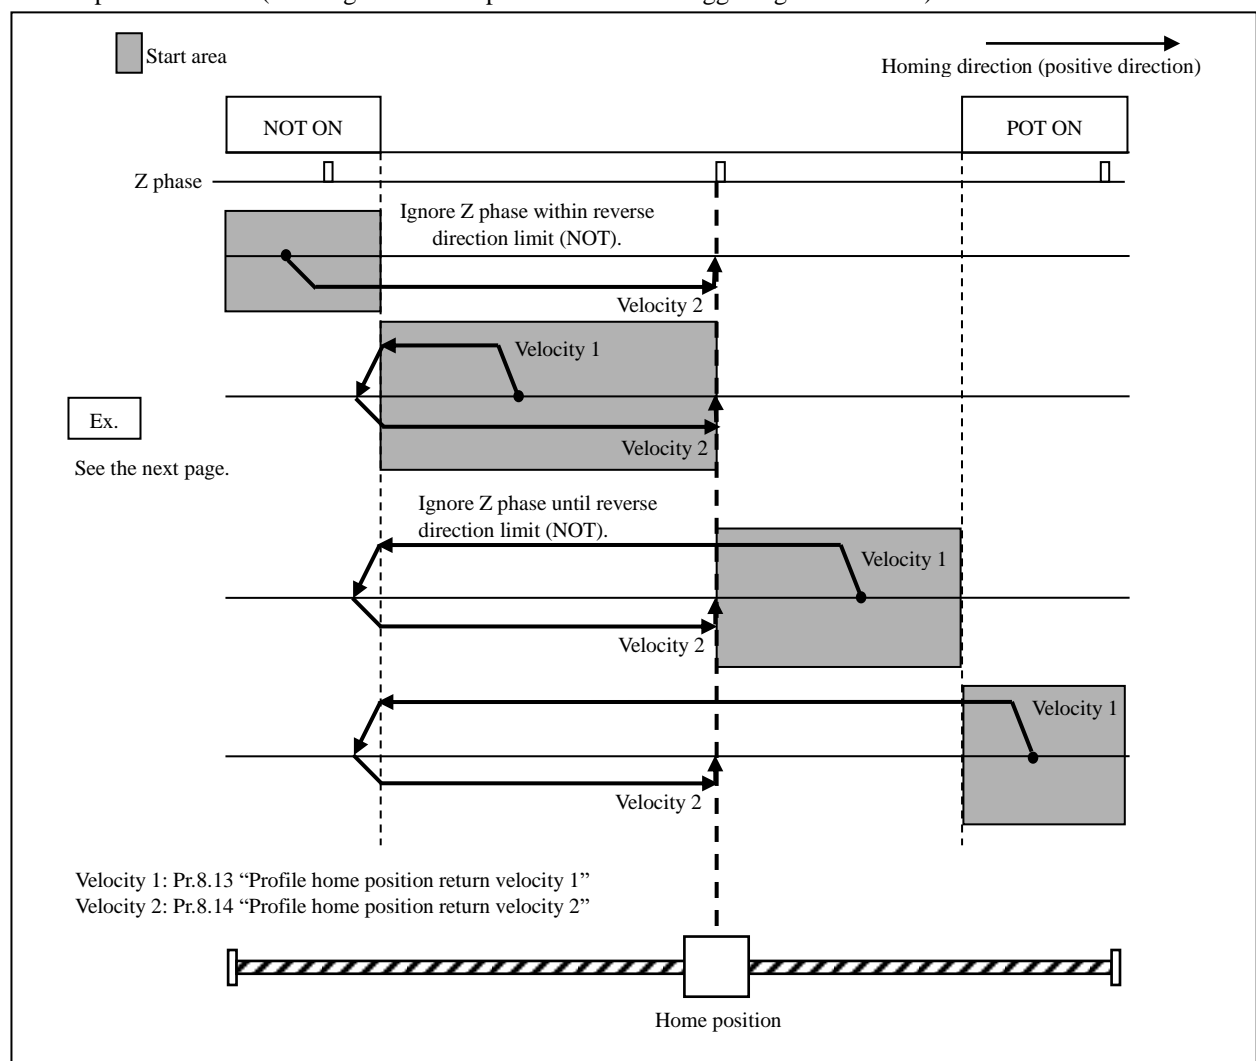 Start area
Homing direction (positive direction)
NOT ON
POT ON
Z phase
Ignore Z phase within reverse
direction limit (NOT).
Velocity 2
Velocity 1
Ex.
Velocity 2
See the next page.
Ignore Z phase until reverse
direction limit (NOT).
Velocity 1
Velocity 2
Velocity 1
Velocity 2
Velocity 1: Pr.8.13 “Profile home position return velocity 1”
Velocity 2: Pr.8.14 “Profile home position return velocity 2”
Home position